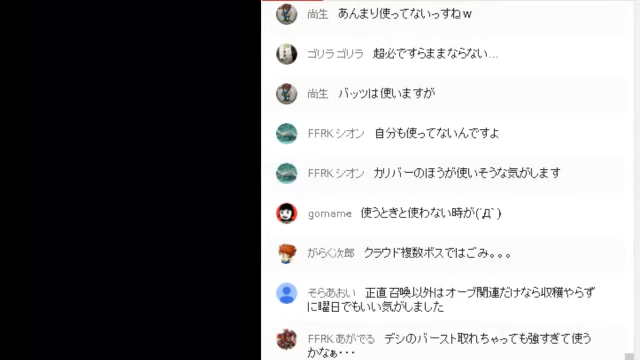 尚生 あんまり使ってないっすねｗ
ゴリラ ゴリラ 超必ですらままならない...
尚生 バッツは使いますが
FFRK シオン 自分も使ってないんですよ
FFRK シオン カリバーのほうが使いそうな気がします
gomame 使うときと使わない時が(´Д`)
がらく次郎 クラウド複数ボスではごみ。。。
そらあおい 正直召喚以外はオーブ関連だけなら収穫やらず
に曜日でもいい気がしました
FFRK あがでる デシのバースト取れちゃっても強すぎて使う
かなぁ・・・